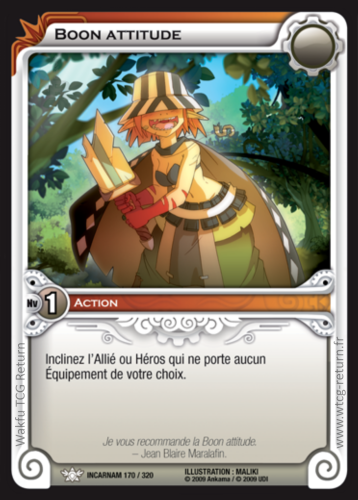 BOON ATTITUDE
Nv 1 ACTION
Inclinez l'Allié ou Héros qui ne porte aucun
Équipement de votre choix.
Je vous recommande la Boon attitude.
– Jean Blaire Maralafin.
INCARNAM 170 / 320
ILLUSTRATION : MALIKI
© 2009 Ankama / © 2009 UDI
Wakfu TCG Return
www.wtcg-return.fr